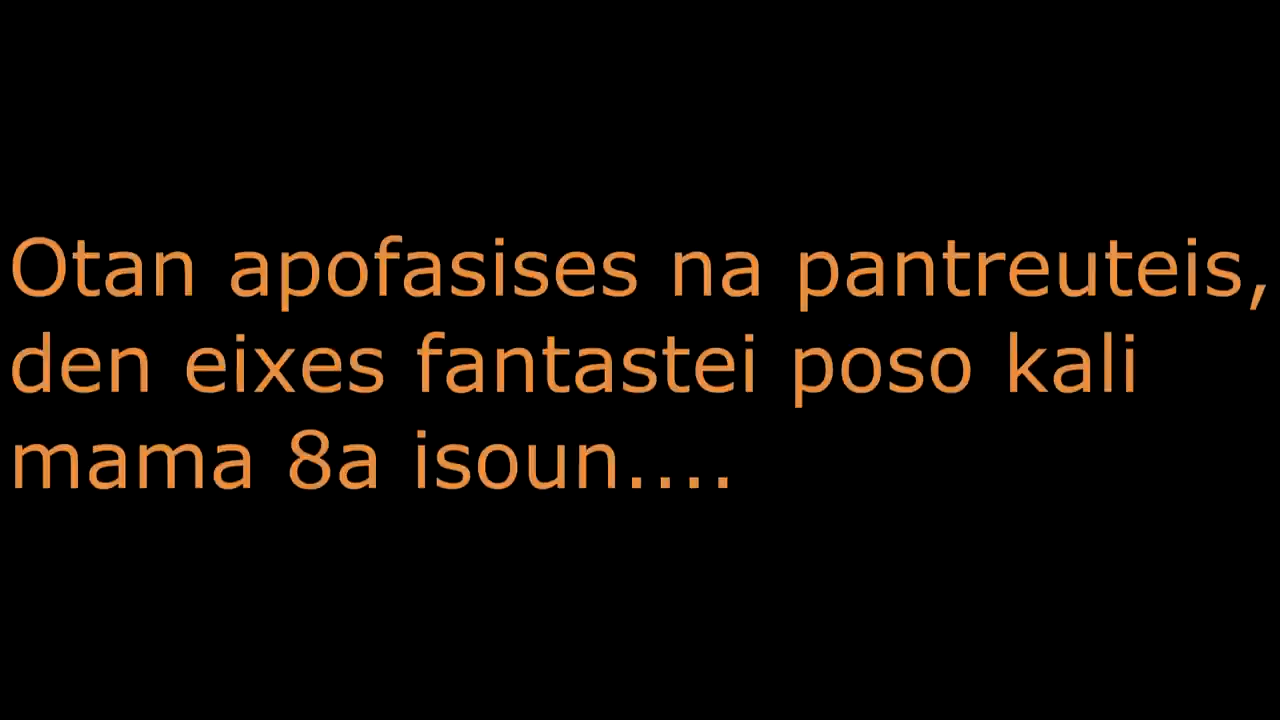 Otan apofasises na pantreuteis,
den eixes fantastei poso kali
mama 8a isoun....